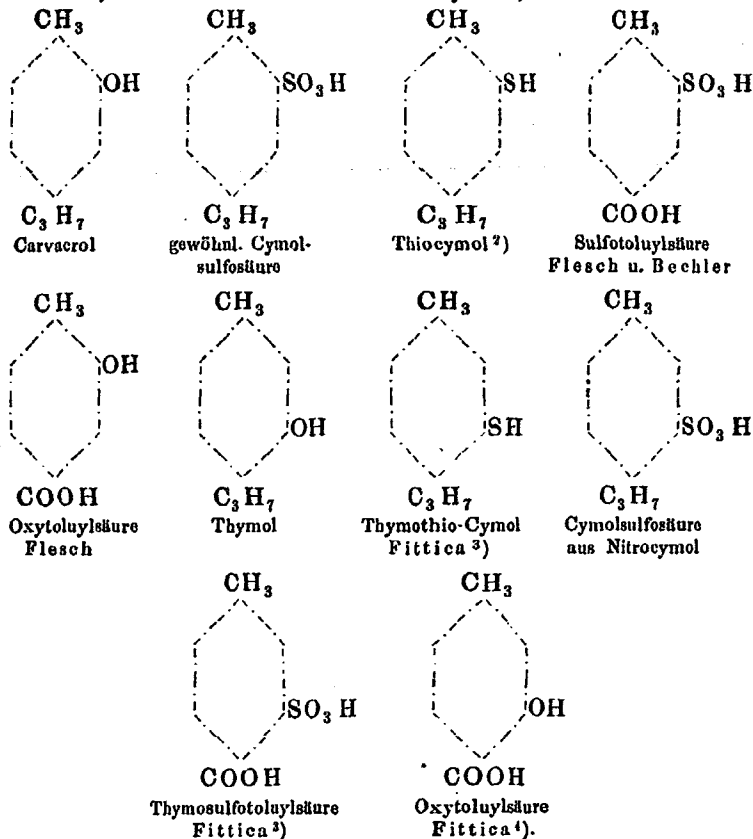 CH₃ CH₃ CH₃ CH₃
OH SO₃H SH SO₃H
C₃H₇ C₃H₇ C₃H₇ COOH
Carvacrol gewöhnl. Cymol- Thiocymol ²) Sulfotoluylsäure
sulfosäure Flesch u. Bechler
CH₃ CH₃ CH₃ CH₃
OH
OH SH SO₃H
COOH C₃H₇ C₃H₇ C₃H₇
Oxytoluylsäure Thymol Thymothio-Cymol Cymolsulfosäure
Flesch Fittica ³) aus Nitrocymol
CH₃ CH₃
SO₃H OH
COOH COOH
Thymosulfotoluylsäure Oxytoluylsäure
Fittica ³) Fittica ⁴).